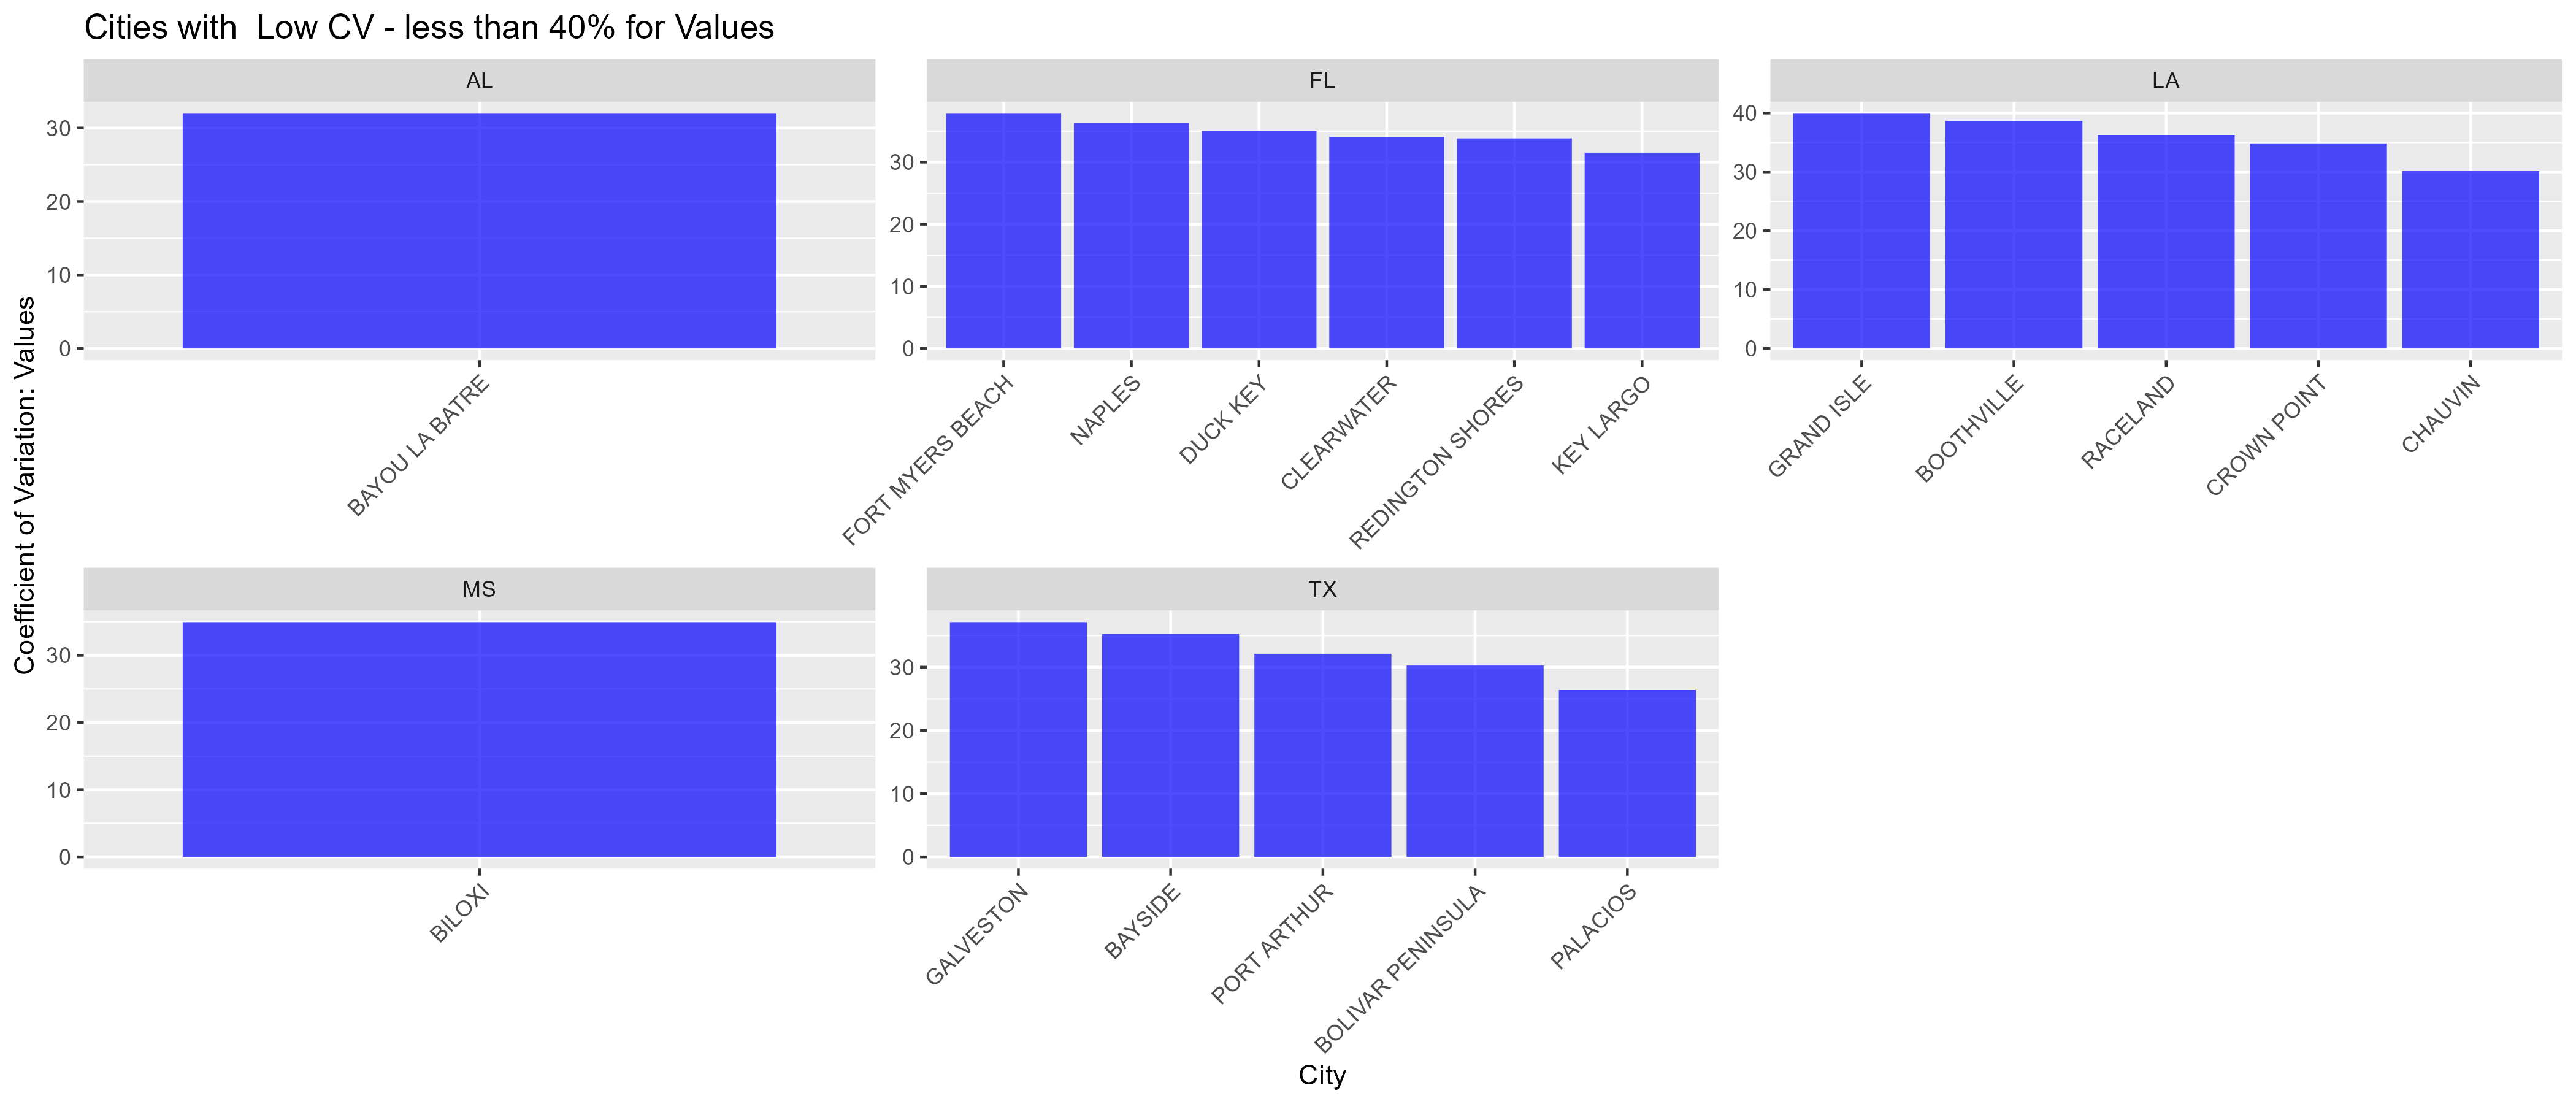 Cities with  Low CV - less than 40% for Values
Coefficient of Variation: Values
AL
30
20
10
0
BAYOU LA BATRE
FL
30
20
10
0
FORT MYERS BEACH
NAPLES
DUCK KEY
CLEARWATER
REDINGTON SHORES
KEY LARGO
LA
40
30
20
10
0
GRAND ISLE
BOOTHVILLE
RACELAND
CROWN POINT
CHAUVIN
MS
30
20
10
0
BILOXI
TX
30
20
10
0
GALVESTON
BAYSIDE
PORT ARTHUR
BOLIVAR PENINSULA
PALACIOS
City